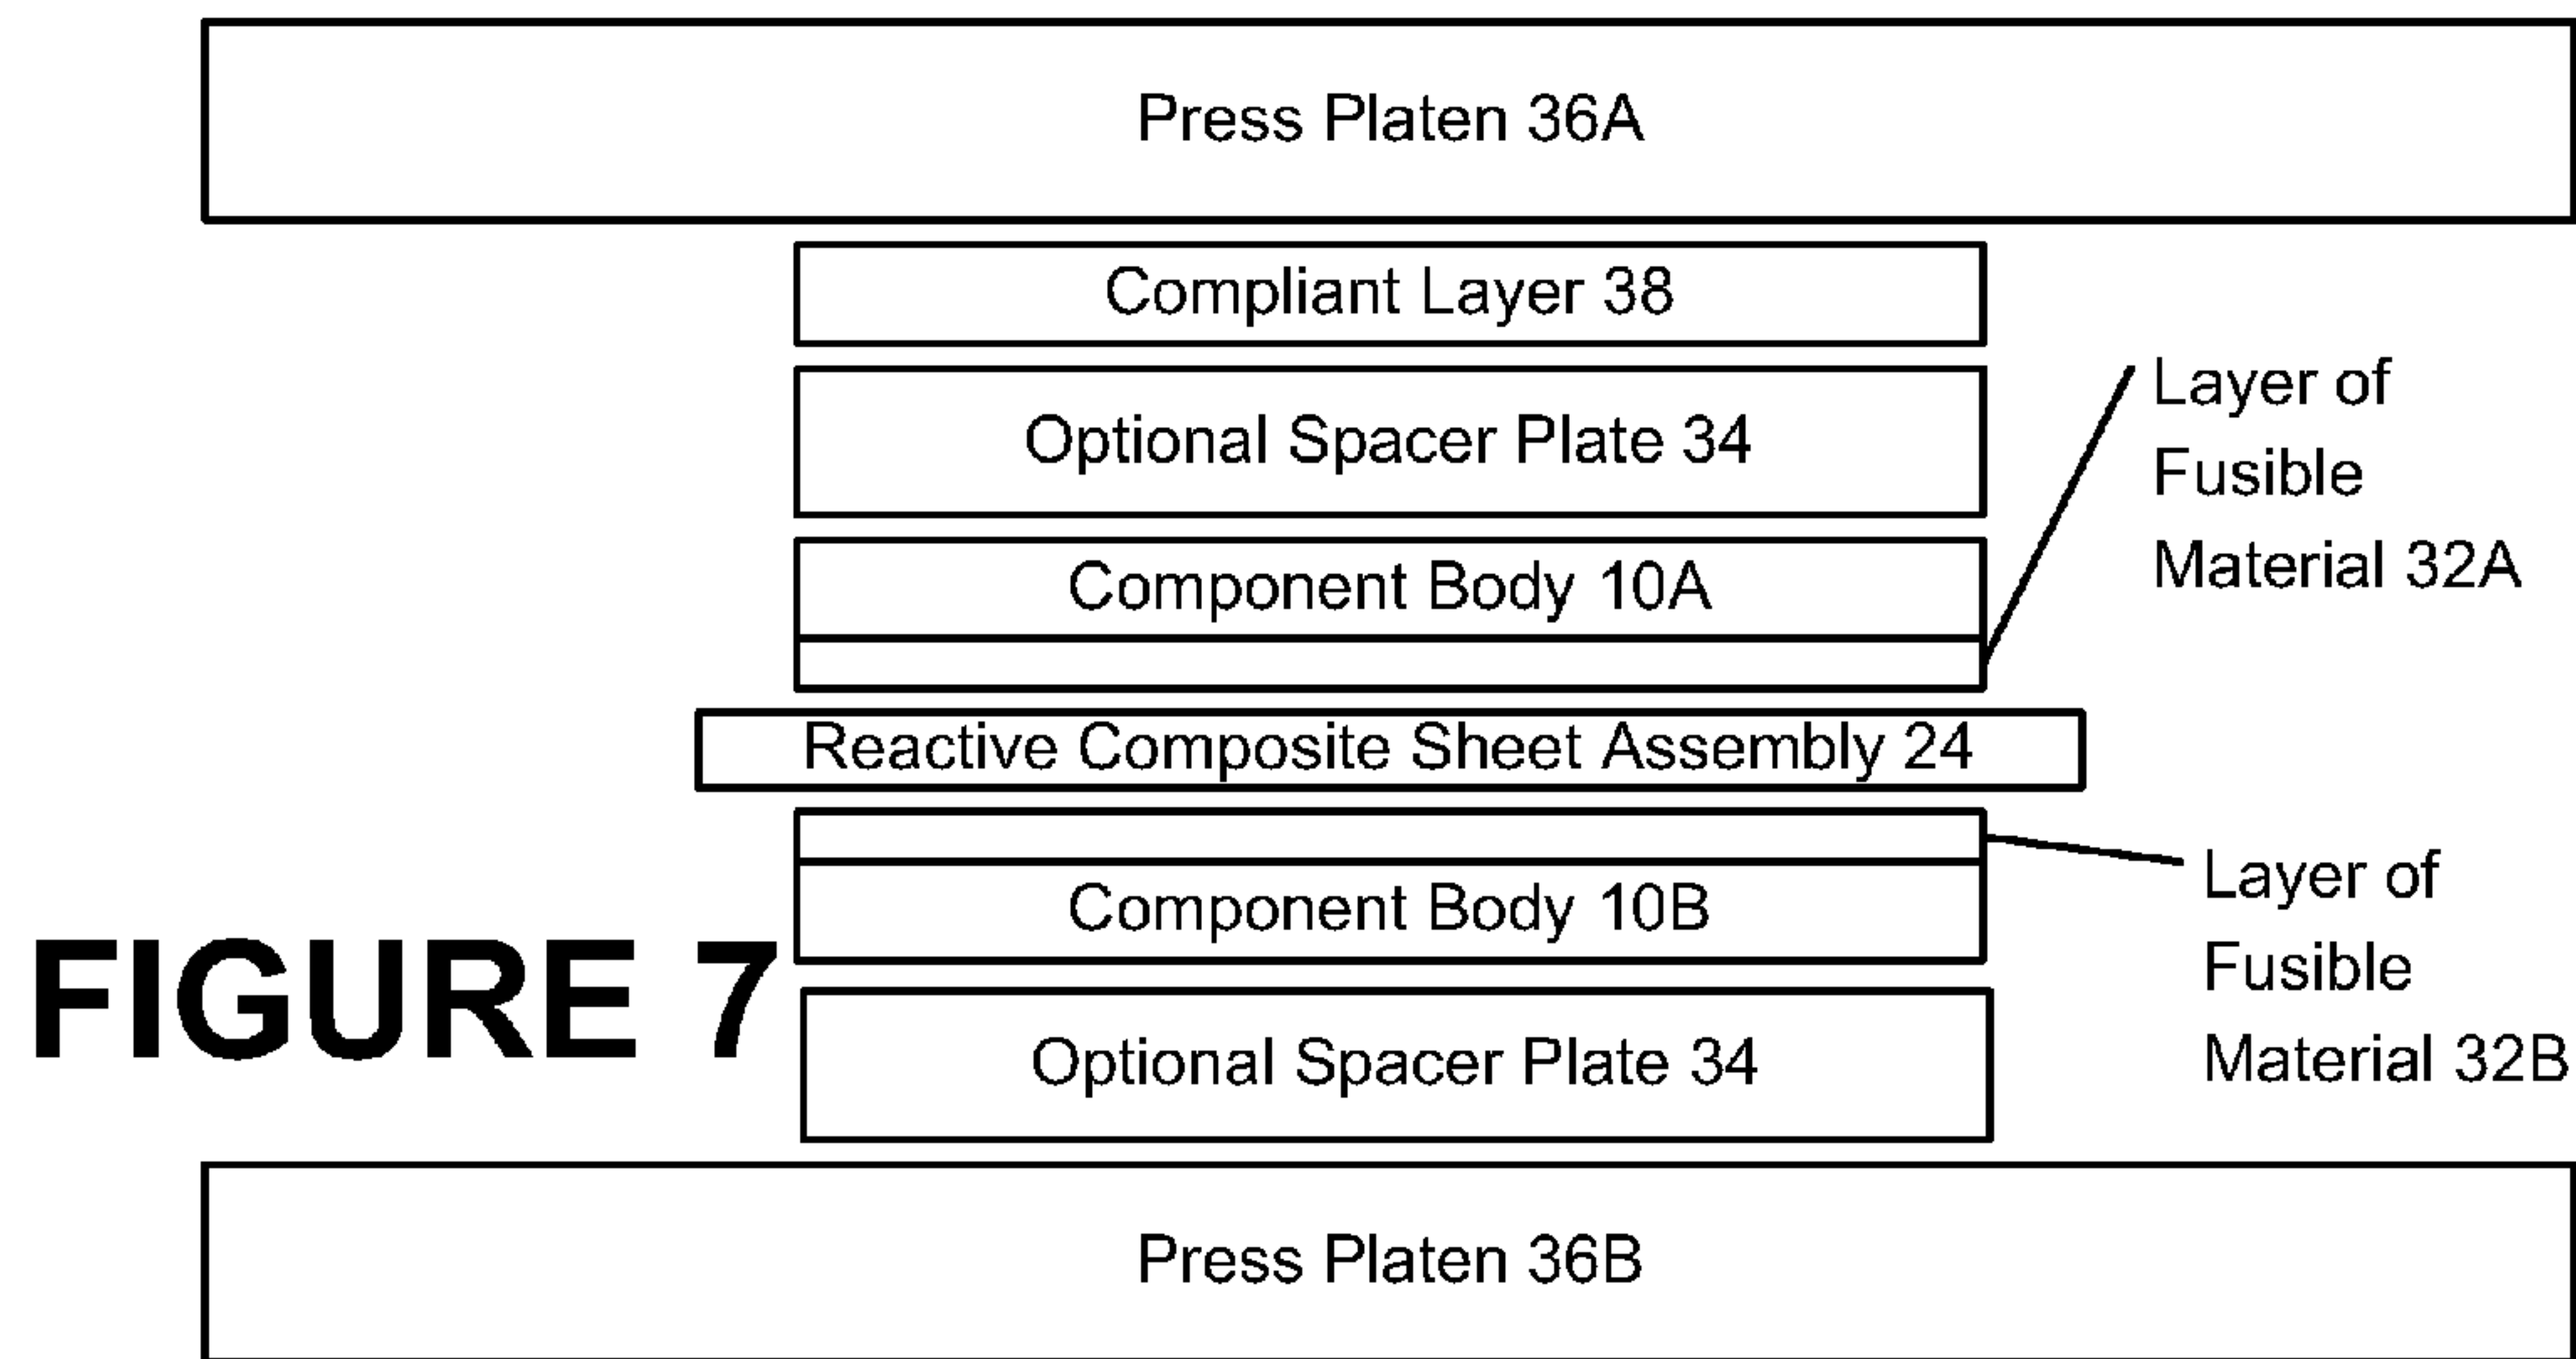 Press Platen 36A
Compliant Layer 38
Optional Spacer Plate 34
Layer of
Fusible
Material 32A
Component Body 10A
Reactive Composite Sheet Assembly 24
Component Body 10B
Layer of
Fusible
Material 32B
FIGURE 7
Optional Spacer Plate 34
Press Platen 36B